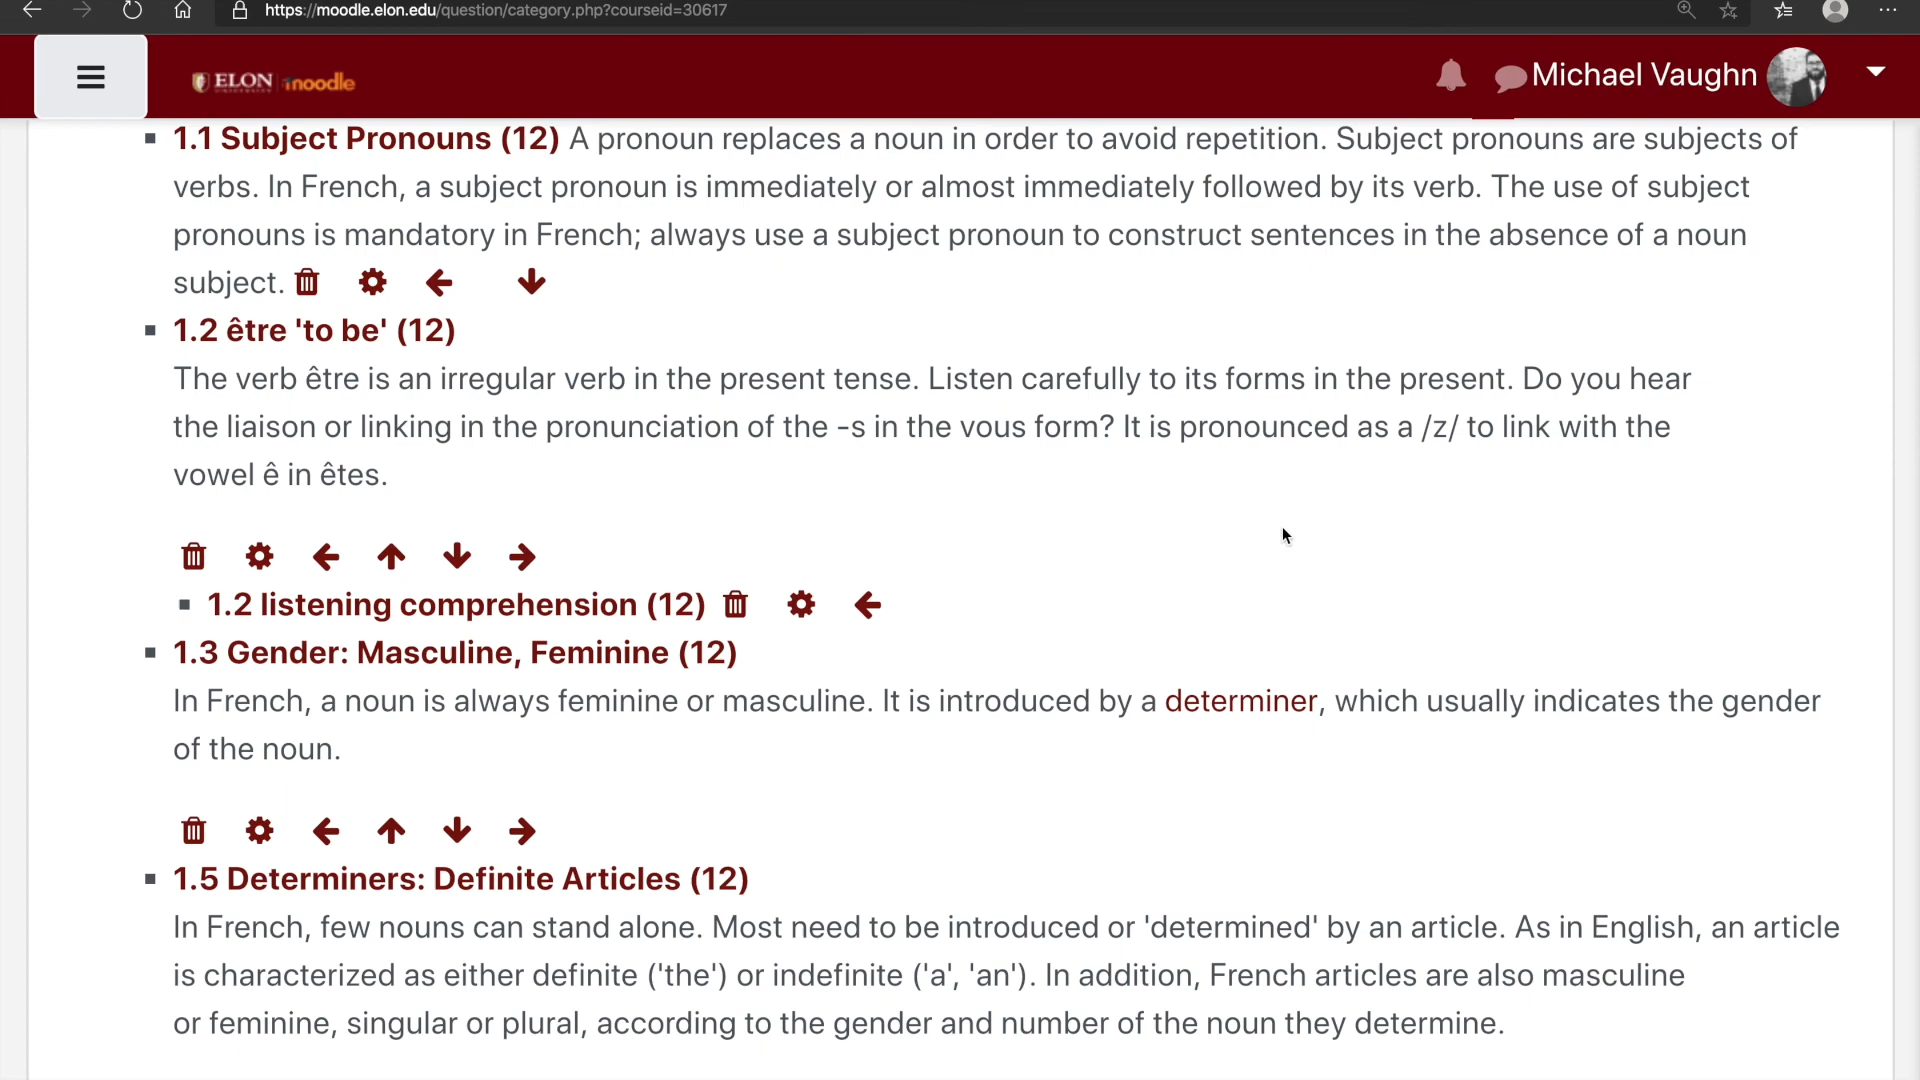 https://moodle.elon.edu/question/category.php?courseid=30617
ELON moodle
Michael Vaughn
1.1 Subject Pronouns (12) A pronoun replaces a noun in order to avoid repetition. Subject pronouns are subjects of
verbs. In French, a subject pronoun is immediately or almost immediately followed by its verb. The use of subject
pronouns is mandatory in French; always use a subject pronoun to construct sentences in the absence of a noun
subject.
1.2 être 'to be' (12)
The verb être is an irregular verb in the present tense. Listen carefully to its forms in the present. Do you hear
the liaison or linking in the pronunciation of the -s in the vous form? It is pronounced as a /z/ to link with the
vowel ê in êtes.
1.2 listening comprehension (12)
1.3 Gender: Masculine, Feminine (12)
In French, a noun is always feminine or masculine. It is introduced by a determiner, which usually indicates the gender
of the noun.
1.5 Determiners: Definite Articles (12)
In French, few nouns can stand alone. Most need to be introduced or 'determined' by an article. As in English, an article
is characterized as either definite ('the') or indefinite ('a', 'an'). In addition, French articles are also masculine
or feminine, singular or plural, according to the gender and number of the noun they determine.